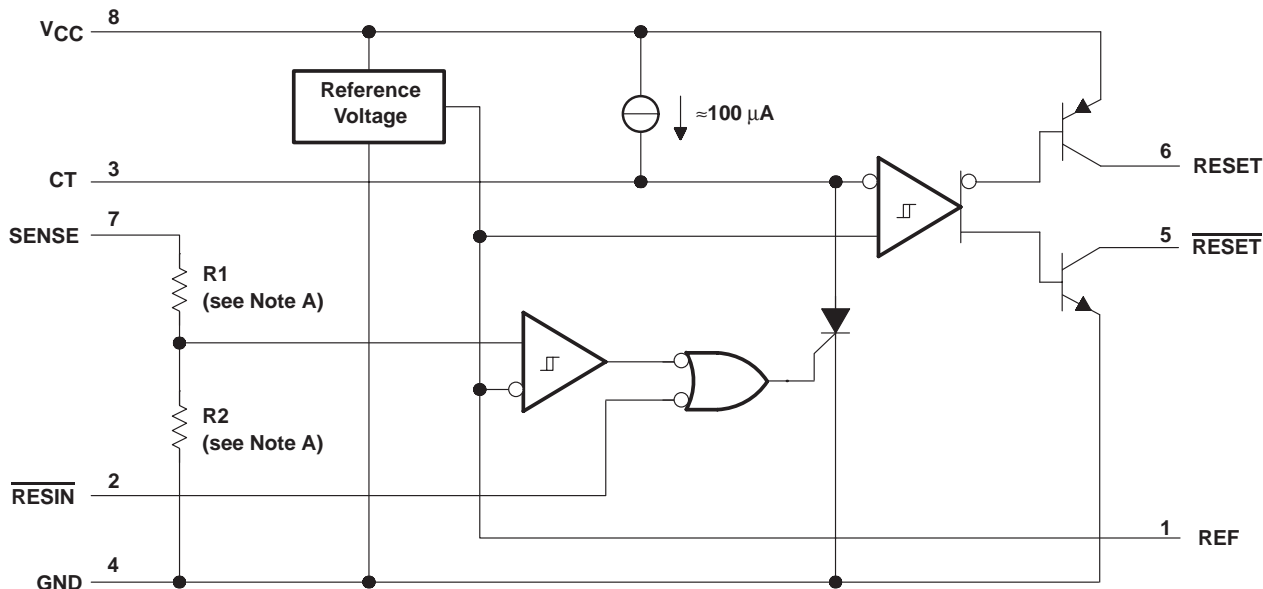 VCC 8
Reference
Voltage
≈100 μA
CT 3
6 RESET
SENSE 7
5 RESET
R1
(see Note A)
R2
(see Note A)
RESIN 2
1 REF
GND 4